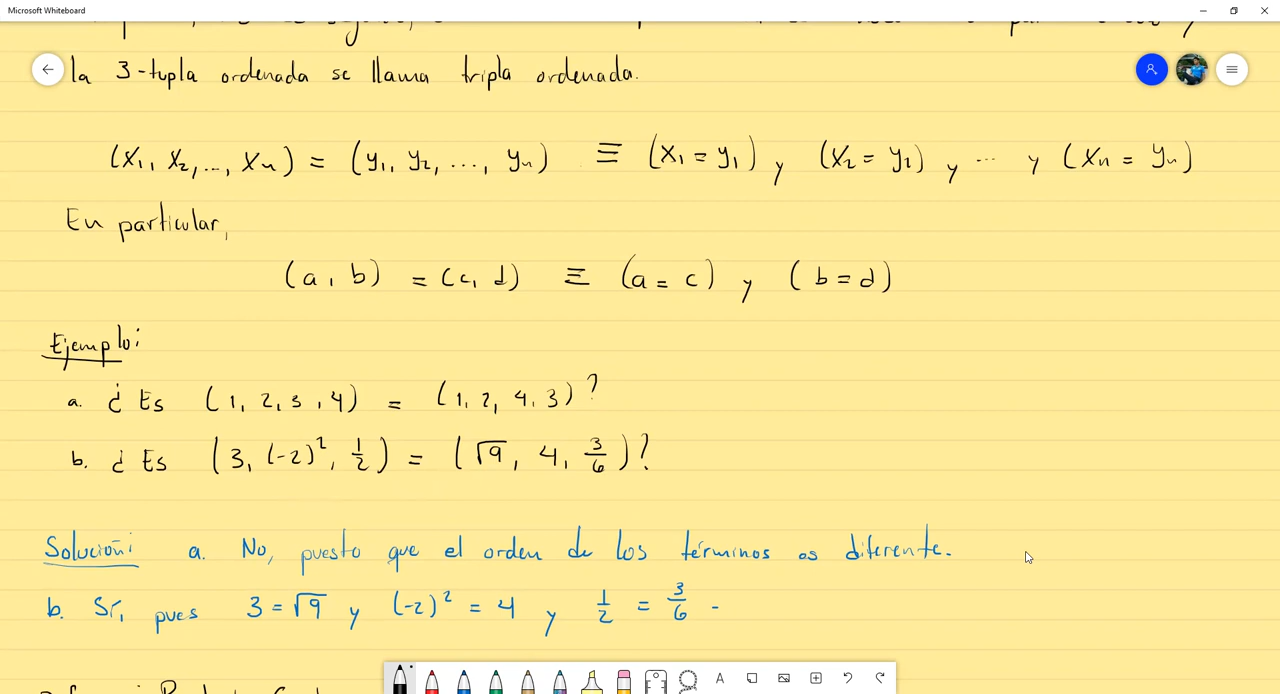 Microsoft Whiteboard
la 3-tupla ordenada se llama tripla ordenada.
(x₁, x₂, ..., xₙ) = (y₁, y₂, ..., yₙ) ≡ (x₁ = y₁) y (x₂ = y₂) y ... y (xₙ = yₙ)
En particular,
(a, b) = (c, d) ≡ (a = c) y (b = d)
Ejemplo:
a. ¿Es (1, 2, 3, 4) = (1, 2, 4, 3)?
b. ¿Es (3, (-2)², 1/2) = (√9, 4, 3/6)?
Solución: a. No, puesto que el orden de los términos es diferente.
b. Sí, pues 3 = √9 y (-2)² = 4 y 1/2 = 3/6 -
A